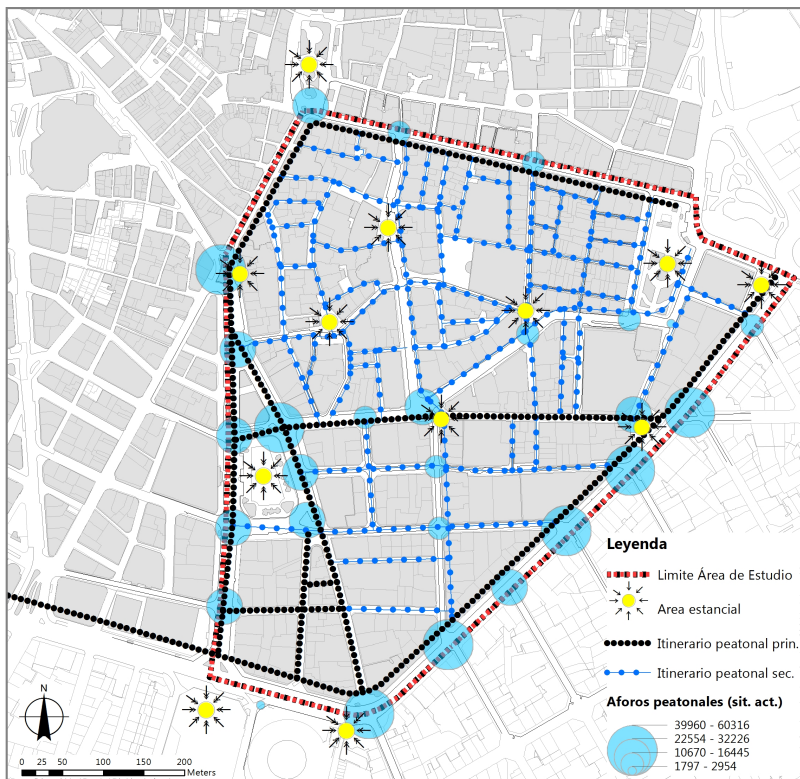 Leyenda
Limite Área de Estudio
Area estancial
Itinerario peatonal prin.
Itinerario peatonal sec.
Aforos peatonales (sit. act.)
39960 - 60316
22554 - 32226
10670 - 16445
1797 - 2954
N
0 25 50 100 150 200
Meters